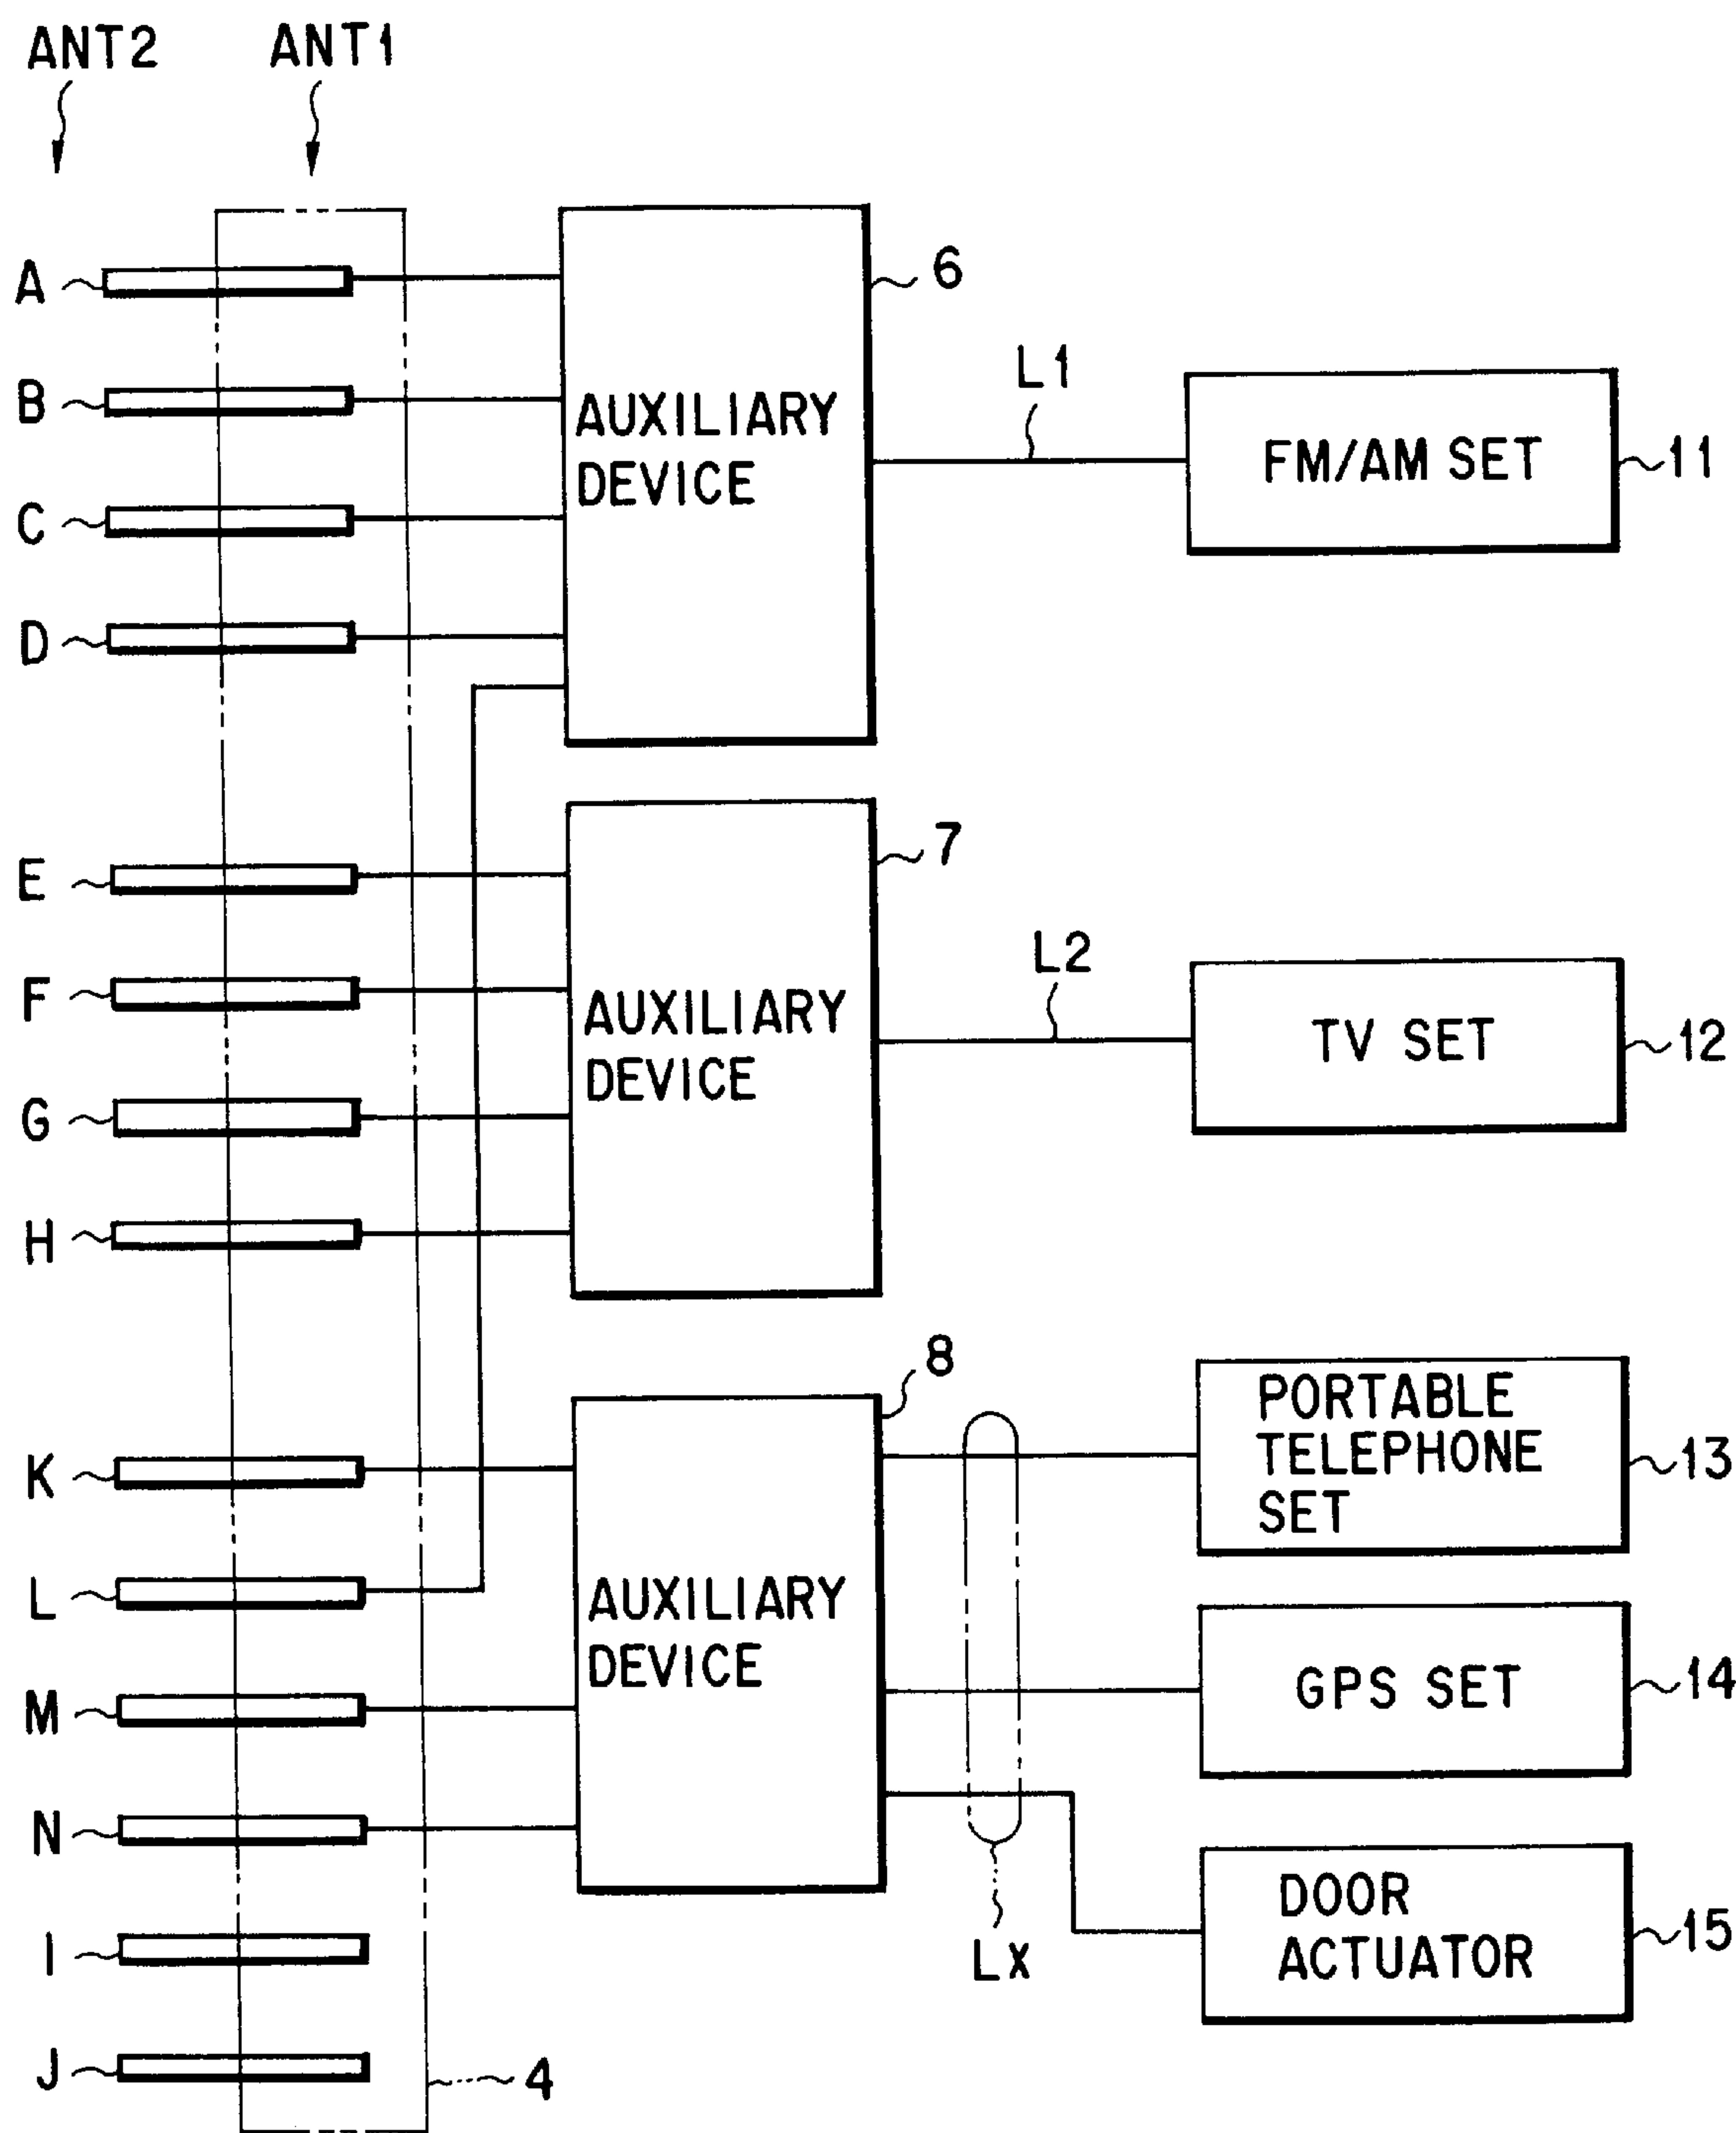 ANT2
ANT1
A
B
C
D
AUXILIARY
DEVICE
6
L1
FM/AM SET
11
E
F
G
H
AUXILIARY
DEVICE
7
L2
TV SET
12
K
L
M
N
I
J
AUXILIARY
DEVICE
8
LX
4
PORTABLE
TELEPHONE
SET
13
GPS SET
14
DOOR
ACTUATOR
15